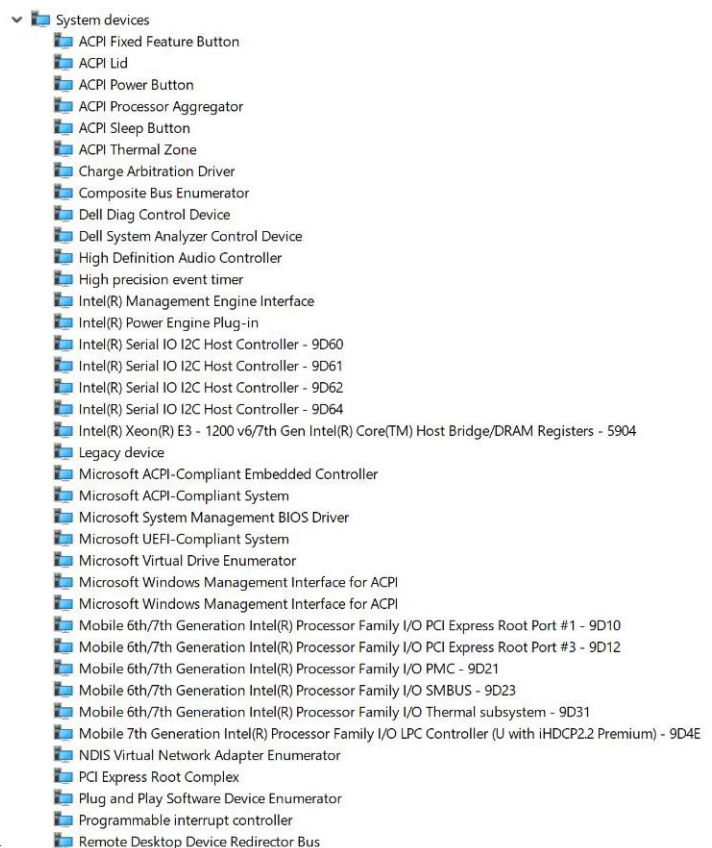 System devices
ACPI Fixed Feature Button
ACPI Lid
ACPI Power Button
ACPI Processor Aggregator
ACPI Sleep Button
ACPI Thermal Zone
Charge Arbitration Driver
Composite Bus Enumerator
Dell Diag Control Device
Dell System Analyzer Control Device
High Definition Audio Controller
High precision event timer
Intel(R) Management Engine Interface
Intel(R) Power Engine Plug-in
Intel(R) Serial IO I2C Host Controller - 9D60
Intel(R) Serial IO I2C Host Controller - 9D61
Intel(R) Serial IO I2C Host Controller - 9D62
Intel(R) Serial IO I2C Host Controller - 9D64
Intel(R) Xeon(R) E3 - 1200 v6/7th Gen Intel(R) Core(TM) Host Bridge/DRAM Registers - 5904
Legacy device
Microsoft ACPI-Compliant Embedded Controller
Microsoft ACPI-Compliant System
Microsoft System Management BIOS Driver
Microsoft UEFI-Compliant System
Microsoft Virtual Drive Enumerator
Microsoft Windows Management Interface for ACPI
Microsoft Windows Management Interface for ACPI
Mobile 6th/7th Generation Intel(R) Processor Family I/O PCI Express Root Port #1 - 9D10
Mobile 6th/7th Generation Intel(R) Processor Family I/O PCI Express Root Port #3 - 9D12
Mobile 6th/7th Generation Intel(R) Processor Family I/O PMC - 9D21
Mobile 6th/7th Generation Intel(R) Processor Family I/O SMBUS - 9D23
Mobile 6th/7th Generation Intel(R) Processor Family I/O Thermal subsystem - 9D31
Mobile 7th Generation Intel(R) Processor Family I/O LPC Controller (U with iHDCP2.2 Premium) - 9D4E
NDIS Virtual Network Adapter Enumerator
PCI Express Root Complex
Plug and Play Software Device Enumerator
Programmable interrupt controller
Remote Desktop Device Redirector Bus